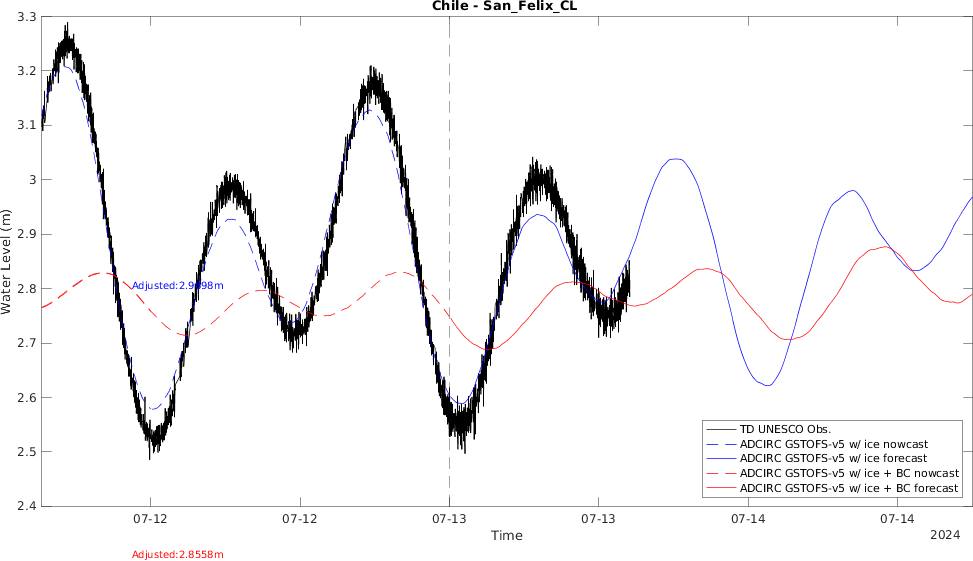 Chile - San_Felix_CL
3.3
3.2
3.1
3
2.9
2.8
2.7
2.6
2.5
2.4
Water Level (m)
TD UNESCO Obs.
ADCIRC GSTOFS-v5 w/ ice nowcast
ADCIRC GSTOFS-v5 w/ ice forecast
ADCIRC GSTOFS-v5 w/ ice + BC nowcast
ADCIRC GSTOFS-v5 w/ ice + BC forecast
07-12 07-12 07-13 07-13 07-14 07-14
Time
2024
Adjusted:2.8558m